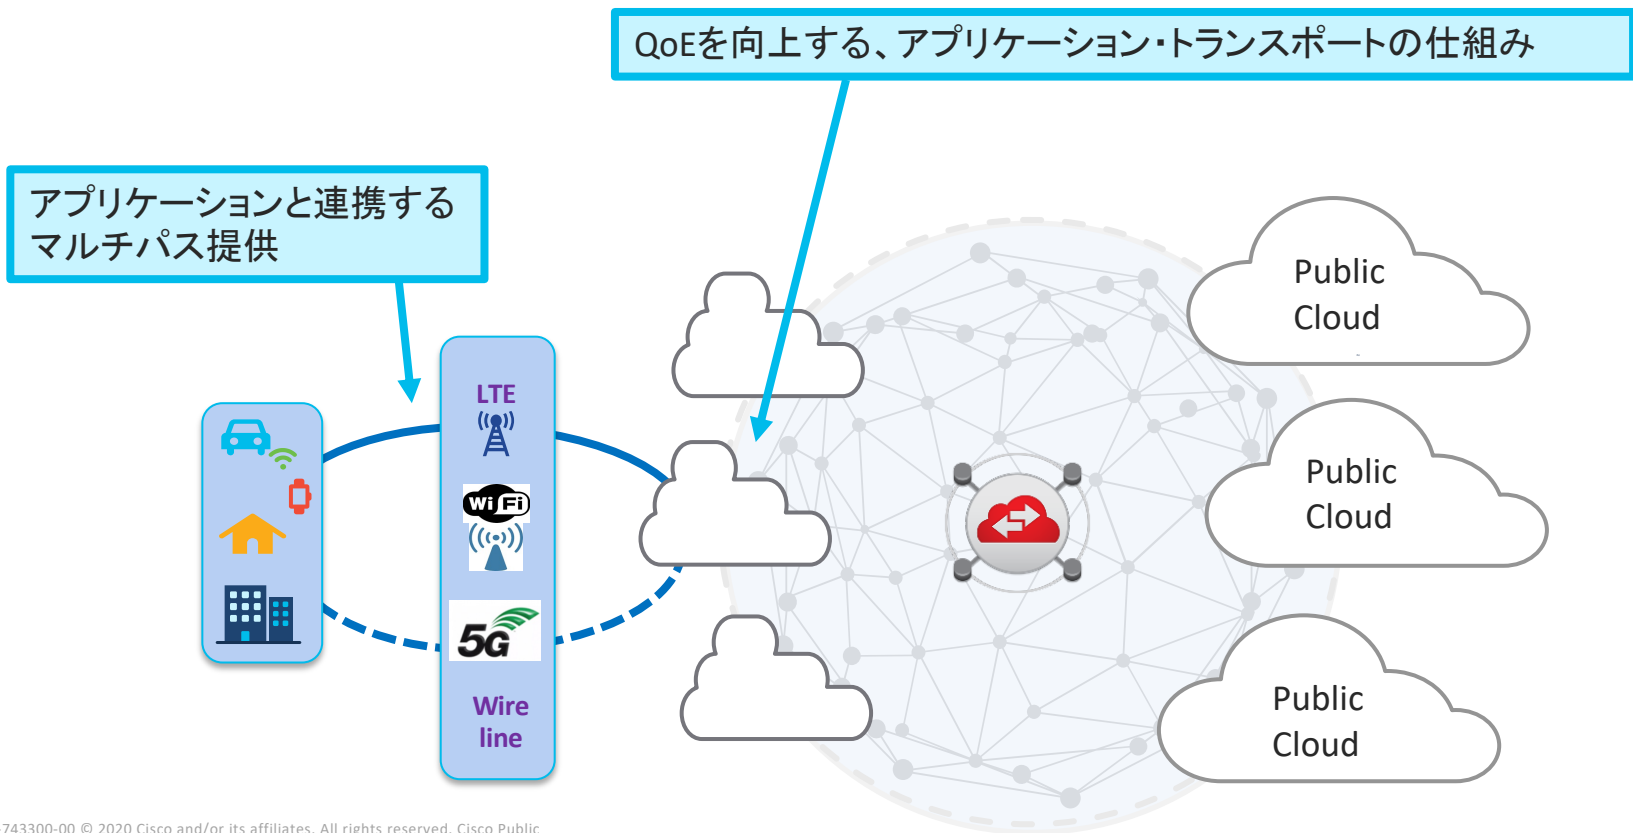 QoEを向上する、アプリケーション・トランスポートの仕組み
アプリケーションと連携する
マルチパス提供
LTE
Wi Fi
5G
Wire
line
Public
Cloud
Public
Cloud
Public
Cloud
-743300-00 © 2020 Cisco and/or its affiliates. All rights reserved. Cisco Public